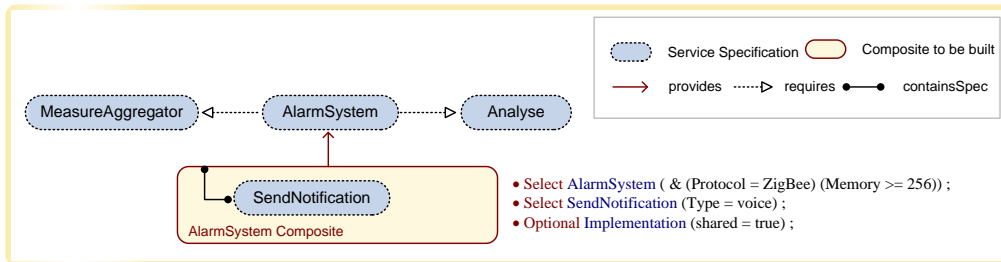 Service Specification
Composite to be built
provides
requires
containsSpec
MeasureAggregator
AlarmSystem
Analyse
SendNotification
AlarmSystem Composite
• Select AlarmSystem ( & (Protocol = ZigBee) (Memory >= 256)) ;
• Select SendNotification (Type = voice) ;
• Optional Implementation (shared = true) ;